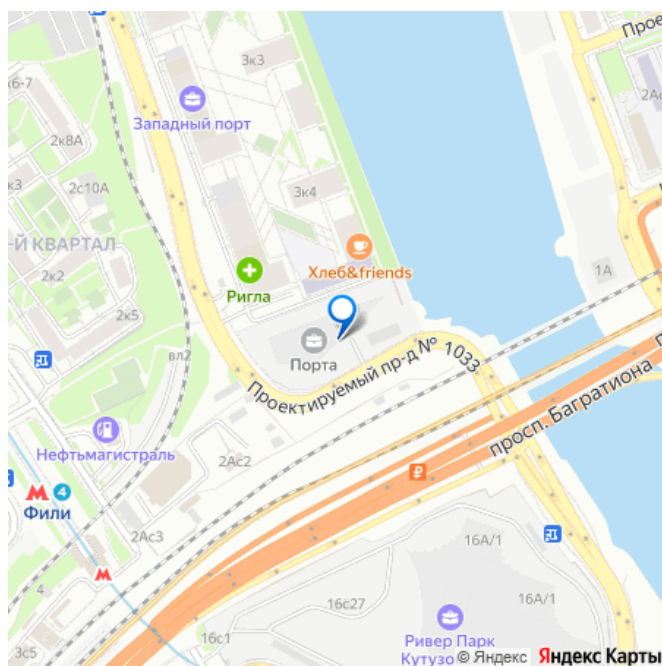 Прое
3к3
к6-7
2Ас
Западный порт
2к8А
к3
2с10А
3к4
-Й КВАРТАЛ
Хлеб&friends
1А
2к2
Ригла
2к5
вл2
Порта
Проектируемый пр-д № 1033
просп. Багратиона
Нефтьмагистраль
2Ас2
4
Фили
2Ас3
16А/1
4
16с27
16А/1
3с5
16с1
Ривер Парк
Кутузо
© Яндекс Яндекс Карты